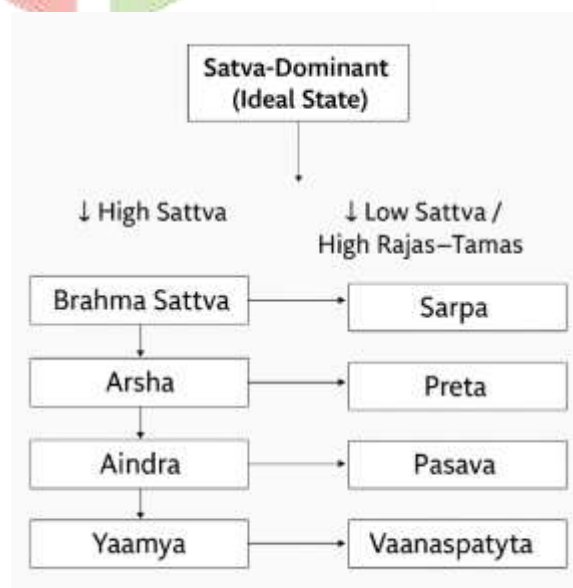 Satva-Dominant
(Ideal State)
↓ High Sattva
↓ Low Sattva /
High Rajas–Tamas
Brahma Sattva
Sarpa
Arsha
Preta
Aindra
Pasava
Yaamya
Vaanaspatyta